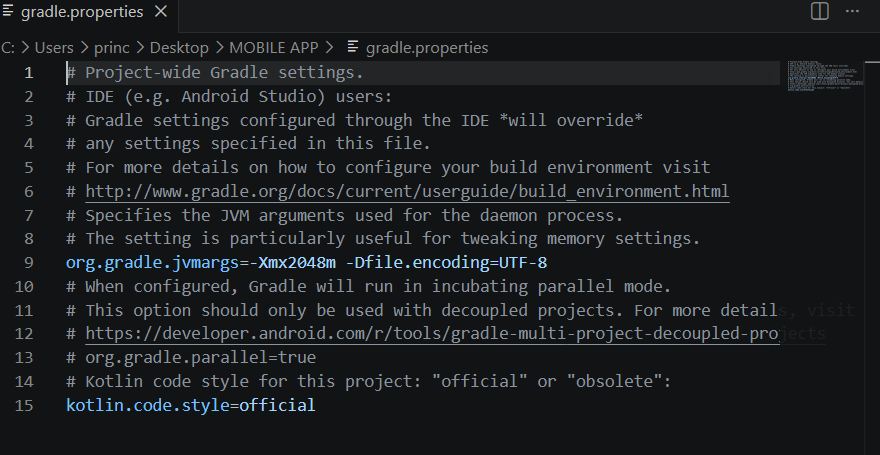 gradle.properties
C: > Users > princ > Desktop > MOBILE APP > gradle.properties
1 # Project-wide Gradle settings.
2 # IDE (e.g. Android Studio) users:
3 # Gradle settings configured through the IDE *will override*
4 # any settings specified in this file.
5 # For more details on how to configure your build environment visit
6 # http://www.gradle.org/docs/current/userguide/build_environment.html
7 # Specifies the JVM arguments used for the daemon process.
8 # The setting is particularly useful for tweaking memory settings.
9 org.gradle.jvmargs=-Xmx2048m -Dfile.encoding=UTF-8
10 # When configured, Gradle will run in incubating parallel mode.
11 # This option should only be used with decoupled projects. For more details, visit
12 # https://developer.android.com/r/tools/gradle-multi-project-decoupled-projects
13 # org.gradle.parallel=true
14 # Kotlin code style for this project: "official" or "obsolete":
15 kotlin.code.style=official